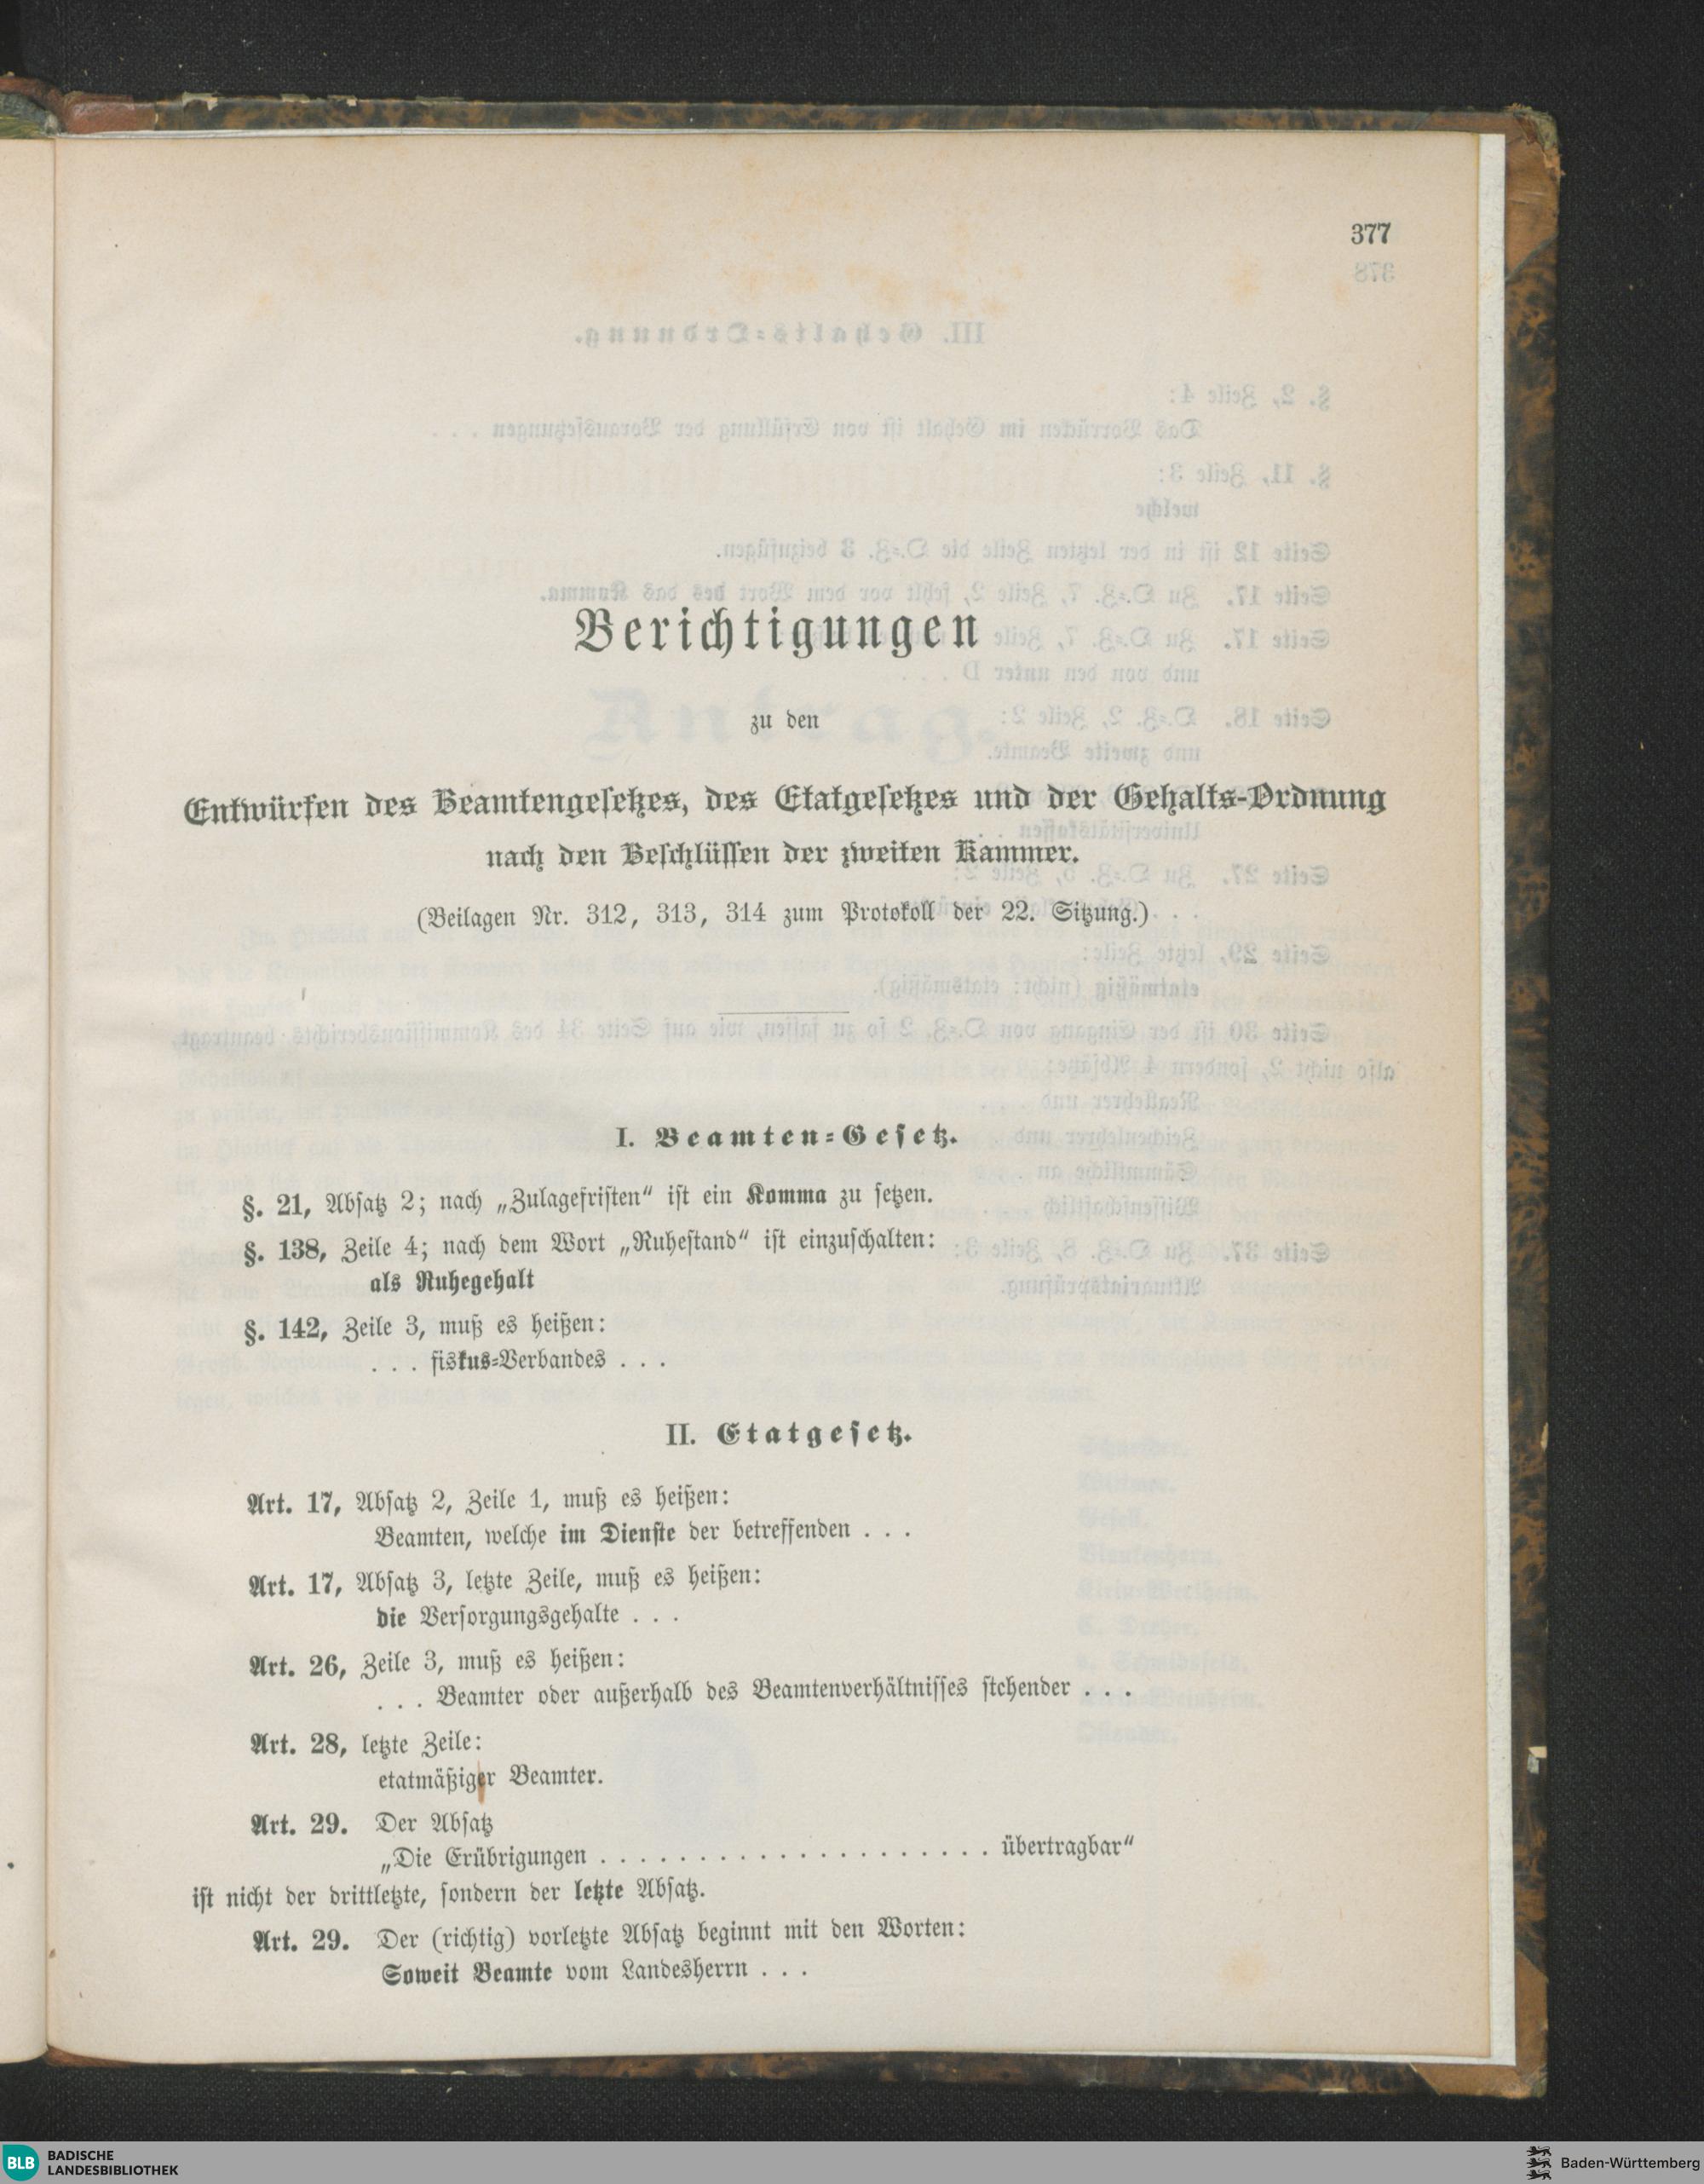 377
Berichtigungen
zu den
Entwürfen des Beamtengesetzes, des Etatgesetzes und der Gehalts-Ordnung
nach den Beschlüssen der zweiten Kammer.
(Beilagen Nr. 312, 313, 314 zum Protokoll der 22. Sitzung.)
I. Beamten-Gesetz.
§. 21, Absatz 2; nach „Zulagefristen“ ist ein Komma zu setzen.
§. 138, Zeile 4; nach dem Wort „Ruhestand“ ist einzuschalten:
als Ruhegehalt
§. 142, Zeile 3, muß es heißen:
. . . fiskus-Verbandes . . .
II. Etatgesetz.
Art. 17, Absatz 2, Zeile 1, muß es heißen:
Beamten, welche im Dienste der betreffenden . . .
Art. 17, Absatz 3, letzte Zeile, muß es heißen:
die Versorgungsgehalte . . .
Art. 26, Zeile 3, muß es heißen:
. . . Beamter oder außerhalb des Beamtenverhältnisses stehender . . .
Art. 28, letzte Zeile:
etatmäßiger Beamter.
Art. 29. Der Absatz
„Die Erübrigungen . . . . . . . . . . . . . . . . . . . . übertragbar“
ist nicht der drittletzte, sondern der letzte Absatz.
Art. 29. Der (richtig) vorletzte Absatz beginnt mit den Worten:
Soweit Beamte vom Landesherrn . . .
BLB BADISCHE
LANDESBIBLIOTHEK
Baden-Württemberg